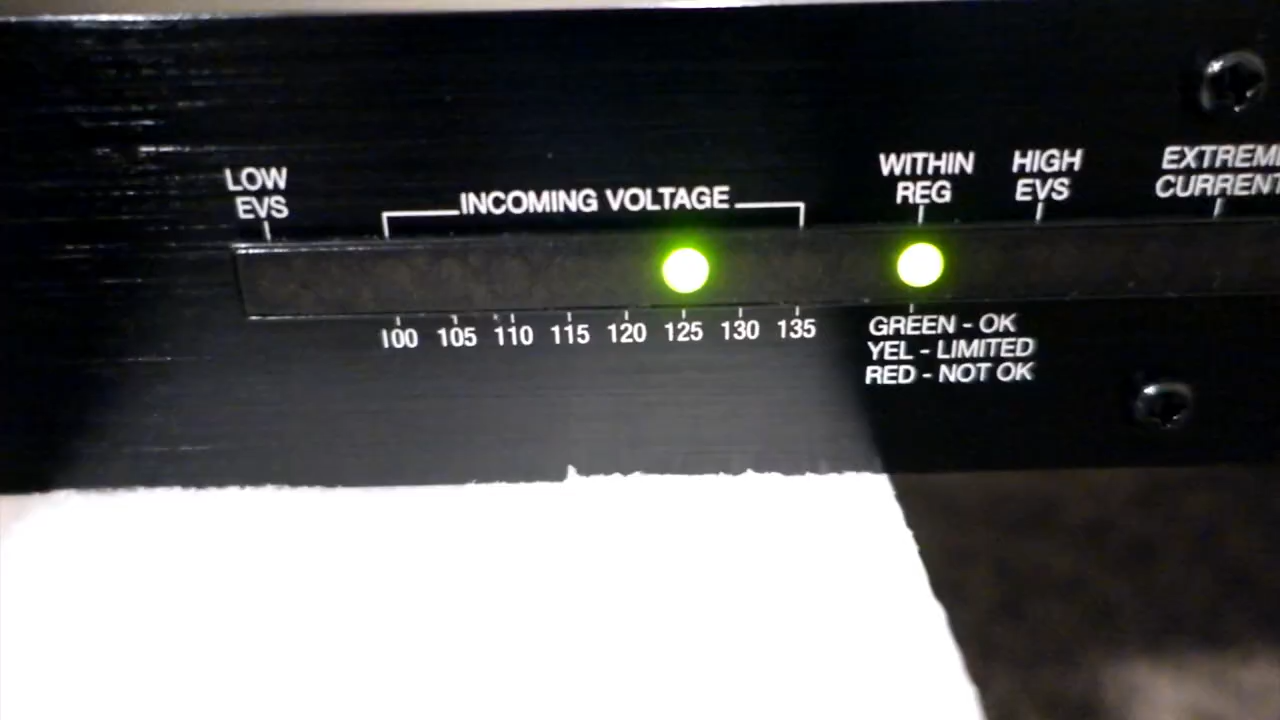 LOW
EVS
INCOMING VOLTAGE
WITHIN
REG
HIGH
EVS
EXTREM
CURRENT
100 105 110 115 120 125 130 135
GREEN - OK
YEL - LIMITED
RED - NOT OK